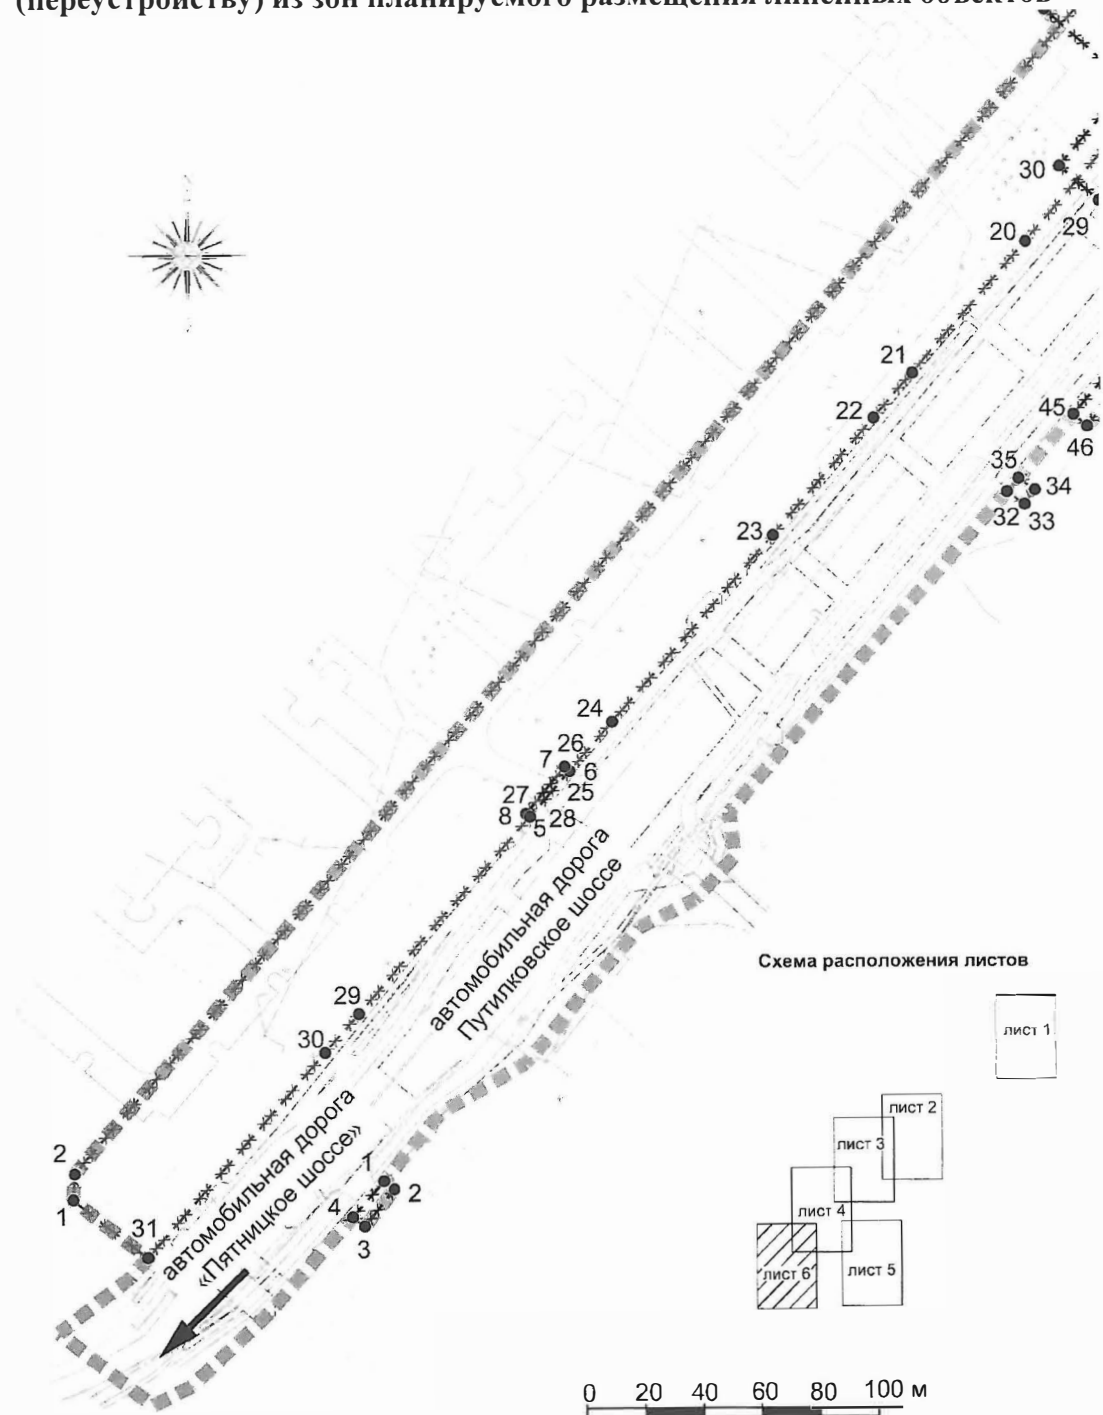 (переустройству) из зон планируемого размещения линейных объектов
30
29
20
21
22
45
46
35
34
32 33
23
24
26
7
6
25
27
8
5 28
автомобильная дорога
Путилковское шоссе
29
30
Схема расположения листов
лист 1
лист 2
лист 3
лист 4
лист 5
лист 6
автомобильная дорога
«Пятницкое шоссе»
2
1
31
1
2
4
3
0 20 40 60 80 100 м